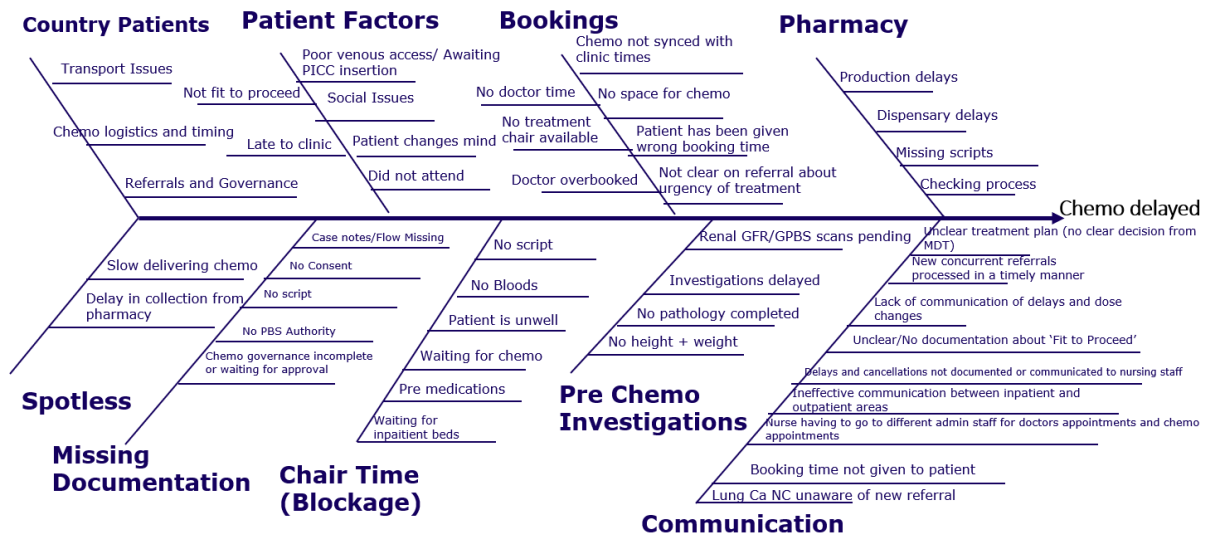 Country Patients
Transport Issues
Chemo logistics and timing
Referrals and Governance
Patient Factors
Poor venous access/ Awaiting
PICC insertion
Not fit to proceed
Social Issues
Late to clinic
Patient changes mind
Did not attend
Bookings
Chemo not synced with
clinic times
No doctor time
No space for chemo
No treatment
chair available
Patient has been given
wrong booking time
Doctor overbooked
Not clear on referral about
urgency of treatment
Pharmacy
Production delays
Dispensary delays
Missing scripts
Checking process
Chemo delayed
Slow delivering chemo
Delay in collection from
pharmacy
Spotless
Case notes/Flow Missing
No Consent
No script
No PBS Authority
Chemo governance incomplete
or waiting for approval
Missing
Documentation
No script
No Bloods
Patient is unwell
Waiting for chemo
Pre medications
Waiting for
inpaitient beds
Chair Time
(Blockage)
Renal GFR/GPBS scans pending
Investigations delayed
No pathology completed
No height + weight
Pre Chemo
Investigations
Unclear treatment plan (no clear decision from
MDT)
New concurrent referrals
processed in a timely manner
Lack of communication of delays and dose
changes
Unclear/No documentation about ‘Fit to Proceed’
Delays and cancellations not documented or communicated to nursing staff
Ineffective communication between inpatient and
outpatient areas
Nurse having to go to different admin staff for doctors appointments and chemo
appointments
Booking time not given to patient
Lung Ca NC unaware of new referral
Communication